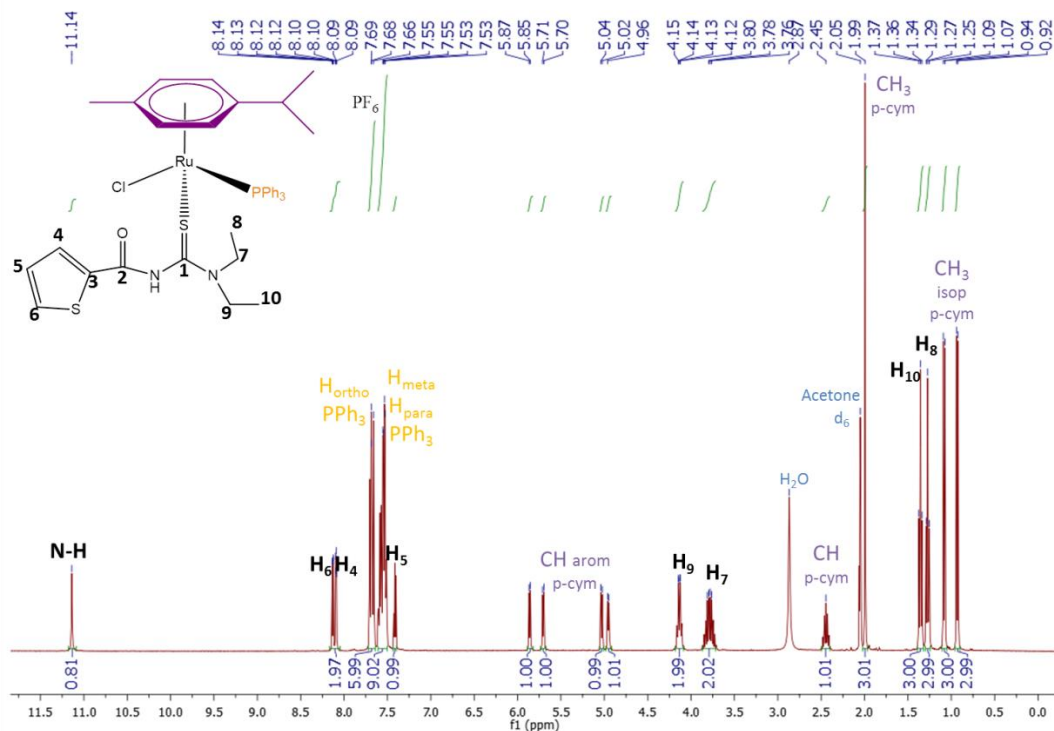 11.14
8.14
8.13
8.12
8.12
8.10
8.10
8.09
8.09
7.69
7.68
7.66
7.55
7.55
7.53
7.53
5.87
5.85
5.71
5.70
5.04
5.02
4.96
4.15
4.14
4.13
4.12
3.80
3.78
3.76
2.87
2.45
2.05
1.99
1.37
1.36
1.34
1.29
1.27
1.25
1.09
1.07
0.94
0.92
PF₆
CH₃
p-cym
Ru
Cl
PPh₃
S
8
4
O
7
5
3
2
N
H
1
N
10
6
S
9
CH₃
isop
p-cym
H₈
H₁₀
H_ortho
PPh₃
H_meta
H_para
PPh₃
Acetone
d₆
H₂O
N-H
H₆
H₄
H₅
CH arom
p-cym
H₉
H₇
CH
p-cym
0.81
1.97
5.99
9.02
0.99
1.00
1.00
0.99
1.01
1.99
2.02
1.01
3.01
3.00
2.99
3.00
2.99
11.5 11.0 10.5 10.0 9.5 9.0 8.5 8.0 7.5 7.0 6.5 6.0 5.5 5.0 4.5 4.0 3.5 3.0 2.5 2.0 1.5 1.0 0.5 0.0
f1 (ppm)